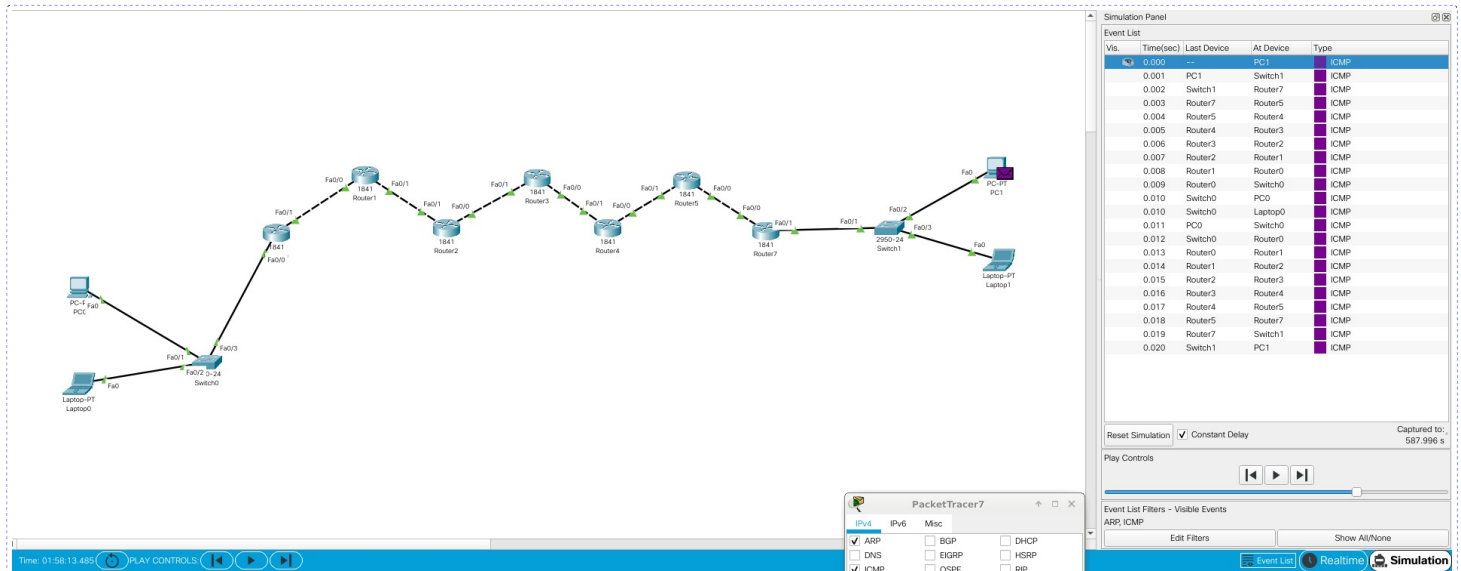 Simulation Panel
Event List
Vis. Time(sec) Last Device At Device Type
0.000 -- PC1 ICMP
0.001 PC1 Switch1 ICMP
0.002 Switch1 Router7 ICMP
0.003 Router7 Router5 ICMP
0.004 Router5 Router4 ICMP
0.005 Router4 Router3 ICMP
0.006 Router3 Router2 ICMP
0.007 Router2 Router1 ICMP
0.008 Router1 Router0 ICMP
0.009 Router0 Switch0 ICMP
0.010 Switch0 PC0 ICMP
0.010 Switch0 Laptop0 ICMP
0.011 PC0 Switch0 ICMP
0.012 Switch0 Router0 ICMP
0.013 Router0 Router1 ICMP
0.014 Router1 Router2 ICMP
0.015 Router2 Router3 ICMP
0.016 Router3 Router4 ICMP
0.017 Router4 Router5 ICMP
0.018 Router5 Router7 ICMP
0.019 Router7 Switch1 ICMP
0.020 Switch1 PC1 ICMP
Reset Simulation Constant Delay
Captured to:
587.996 s
Play Controls
Event List Filters - Visible Events
ARP, ICMP
Edit Filters Show All/None
Fa0/0 Fa0/1
1841
Router1
Fa0/1 Fa0/0
1841
Router2
Fa0/1 Fa0/0
1841
Router3
Fa0/1 Fa0/0
1841
Router4
Fa0/1 Fa0/0
1841
Router5
Fa0/0 Fa0/1
1841
Router7
Fa0/1 Fa0/2
Fa0/3
2950-24
Switch1
Fa0
PC-PT
PC1
Fa0
Laptop-PT
Laptop1
Fa0/1
1841
Fa0/0
Fa0
Fa0/3
Fa0/1
Fa0/2
-24
Switch0
Fa0
Laptop-PT
Laptop0
PacketTracer7
IPv4 IPv6 Misc
ARP BGP DHCP
DNS EIGRP HSRP
ICMP OSPF RIP
Time: 01:58:13.485 PLAY CONTROLS:
Event List Realtime Simulation